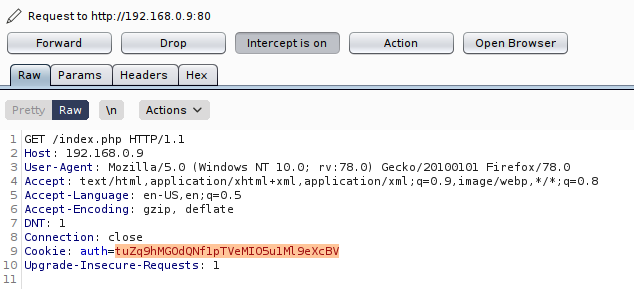 Request to http://192.168.0.9:80
Forward Drop Intercept is on Action Open Browser
Raw Params Headers Hex
Pretty Raw \n Actions
1 GET /index.php HTTP/1.1
2 Host: 192.168.0.9
3 User-Agent: Mozilla/5.0 (Windows NT 10.0; rv:78.0) Gecko/20100101 Firefox/78.0
4 Accept: text/html,application/xhtml+xml,application/xml;q=0.9,image/webp,*/*;q=0.8
5 Accept-Language: en-US,en;q=0.5
6 Accept-Encoding: gzip, deflate
7 DNT: 1
8 Connection: close
9 Cookie: auth=tuZq9hMGOdQNf1pTVeMIO5u1Ml9eXcBV
10 Upgrade-Insecure-Requests: 1
11